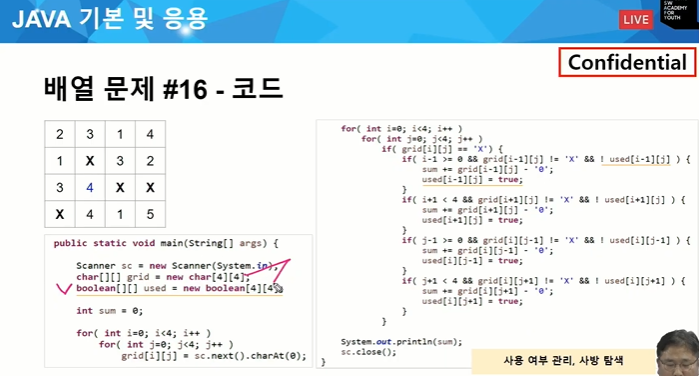 JAVA 기본 및 응용
LIVE
SW ACADEMY FOR YOUTH
Confidential
배열 문제 #16 - 코드
2 3 1 4
1 X 3 2
3 4 X X
X 4 1 5
public static void main(String[] args) {
Scanner sc = new Scanner(System.in);
char[][] grid = new char[4][4];
boolean[][] used = new boolean[4][4];
int sum = 0;
for( int i=0; i<4; i++ )
for( int j=0; j<4; j++ )
grid[i][j] = sc.next().charAt(0);
for( int i=0; i<4; i++ )
for( int j=0; j<4; j++ )
if( grid[i][j] == 'X') {
if( i-1 >= 0 && grid[i-1][j] != 'X' && ! used[i-1][j] ) {
sum += grid[i-1][j] - '0';
used[i-1][j] = true;
}
if( i+1 < 4 && grid[i+1][j] != 'X' && ! used[i+1][j] ) {
sum += grid[i+1][j] - '0';
used[i+1][j] = true;
}
if( j-1 >= 0 && grid[i][j-1] != 'X' && ! used[i][j-1] ) {
sum += grid[i][j-1] - '0';
used[i][j-1] = true;
}
if( j+1 < 4 && grid[i][j+1] != 'X' && ! used[i][j+1] ) {
sum += grid[i][j+1] - '0';
used[i][j+1] = true;
}
}
}
System.out.println(sum);
sc.close();
}
사용 여부 관리, 사방 탐색